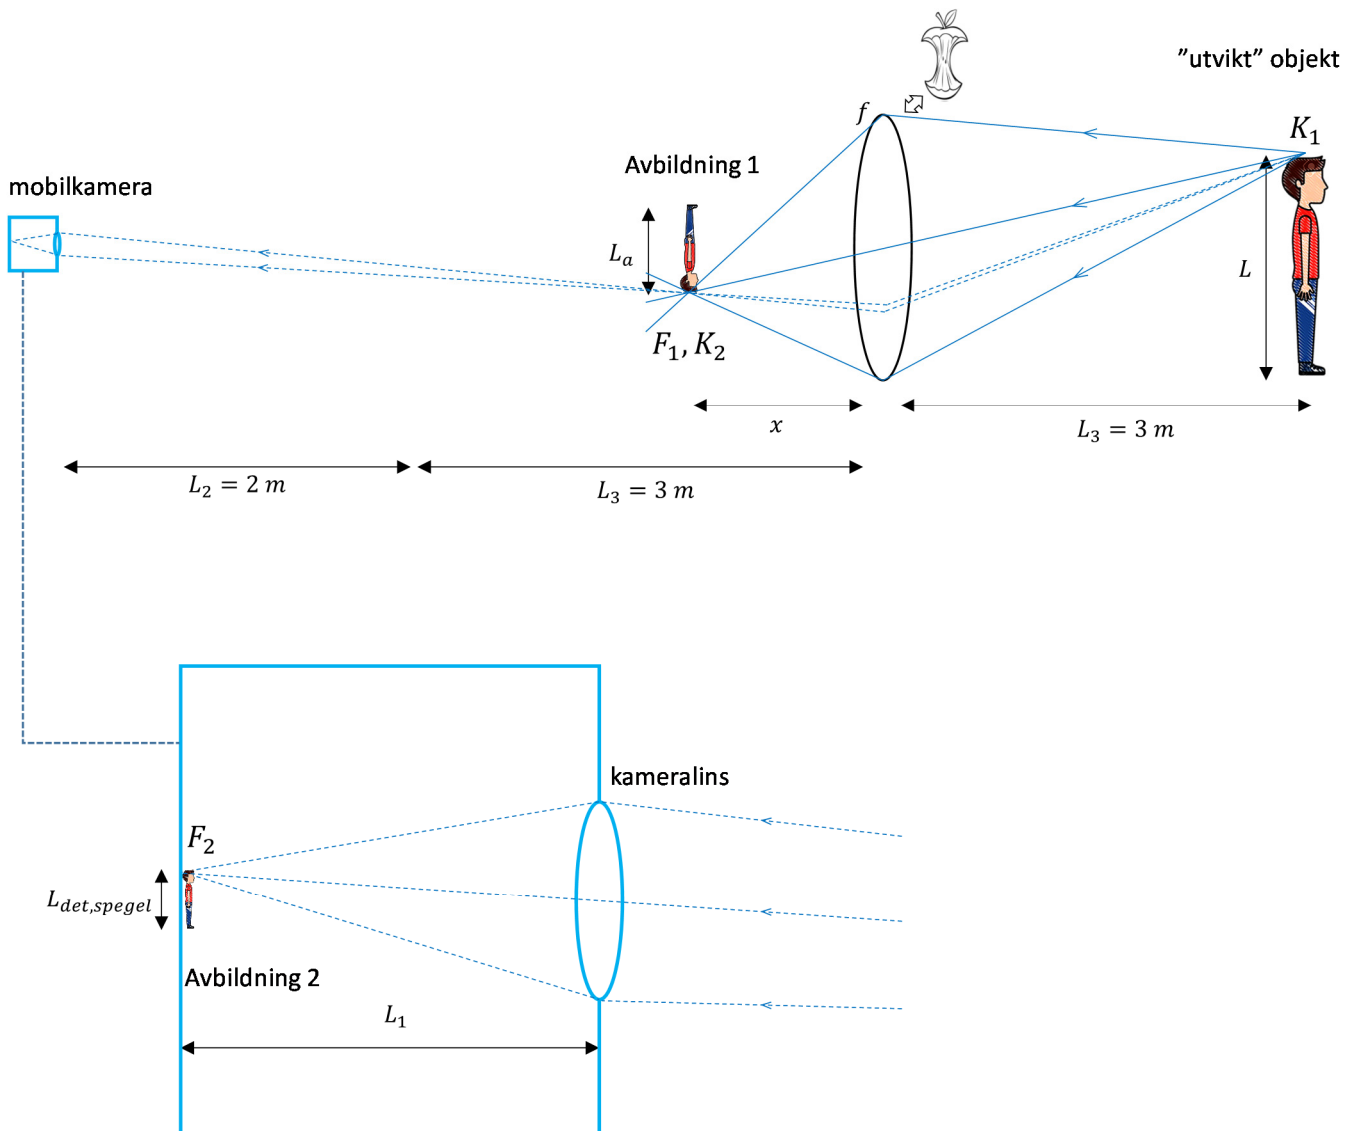 ”utvikt” objekt
f
K₁
Avbildning 1
mobilkamera
Lₐ
L
F₁, K₂
x
L₃ = 3 m
L₂ = 2 m
L₃ = 3 m
kameralins
F₂
L_det,spegel
Avbildning 2
L₁